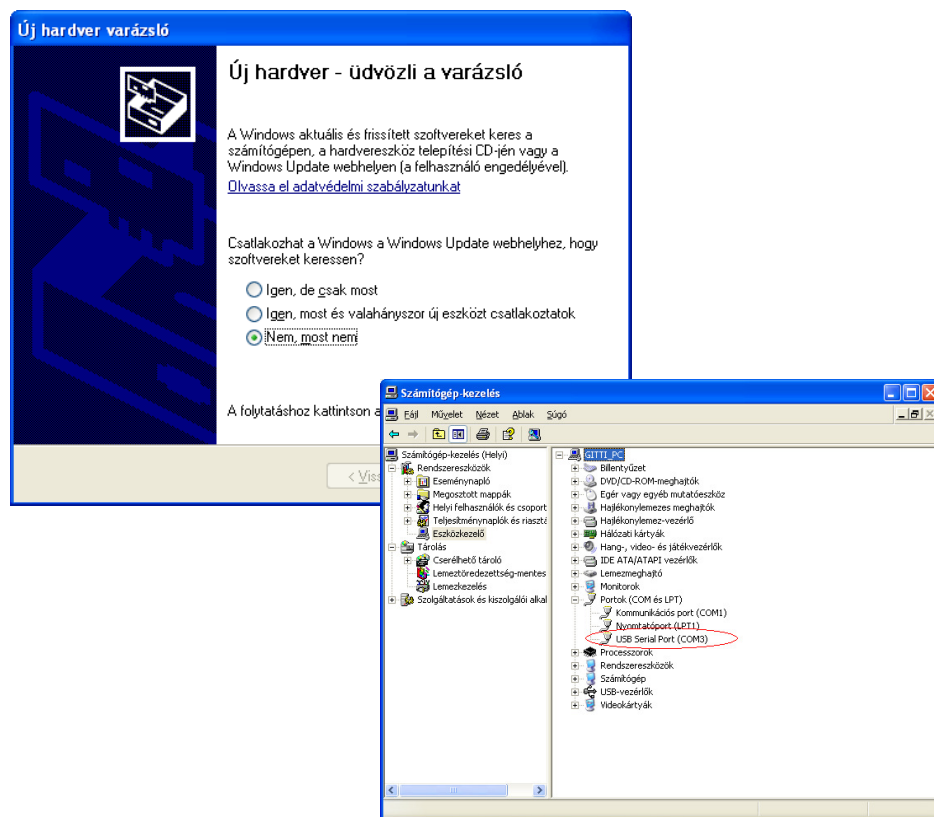 Új hardver varázsló
Új hardver - üdvözli a varázsló
A Windows aktuális és frissített szoftvereket keres a
számítógépen, a hardvereszköz telepítési CD-jén vagy a
Windows Update webhelyen (a felhasználó engedélyével).
Olvassa el adatvédelmi szabályzatunkat
Csatlakozhat a Windows a Windows Update webhelyhez, hogy
szoftvereket keressen?
Igen, de csak most
Igen, most és valahányszor új eszközt csatlakoztatok
Nem, most nem
A folytatáshoz kattintson a
< Viss
Számítógép-kezelés
Fájl Művelet Nézet Ablak Súgó
Számítógép-kezelés (Helyi)
Rendszereszközök
Eseménynapló
Megosztott mappák
Helyi felhasználók és csoport
Teljesítménynaplók és riasztá
Eszközkezelő
Tárolás
Cserélhető tároló
Lemeztöredezettség-mentes
Lemezkezelés
Szolgáltatások és kiszolgálói alkal
GITTI_PC
Billentyűzet
DVD/CD-ROM-meghajtók
Egér vagy egyéb mutatóeszköz
Hajlékonylemezes meghajtók
Hajlékonylemez-vezérlő
Hálózati kártyák
Hang-, video- és játékvezérlők
IDE ATA/ATAPI vezérlők
Lemezmeghajtó
Monitorok
Portok (COM és LPT)
Kommunikációs port (COM1)
Nyomtatóport (LPT1)
USB Serial Port (COM3)
Processzorok
Rendszereszközök
Számítógép
USB-vezérlők
Videokártyák